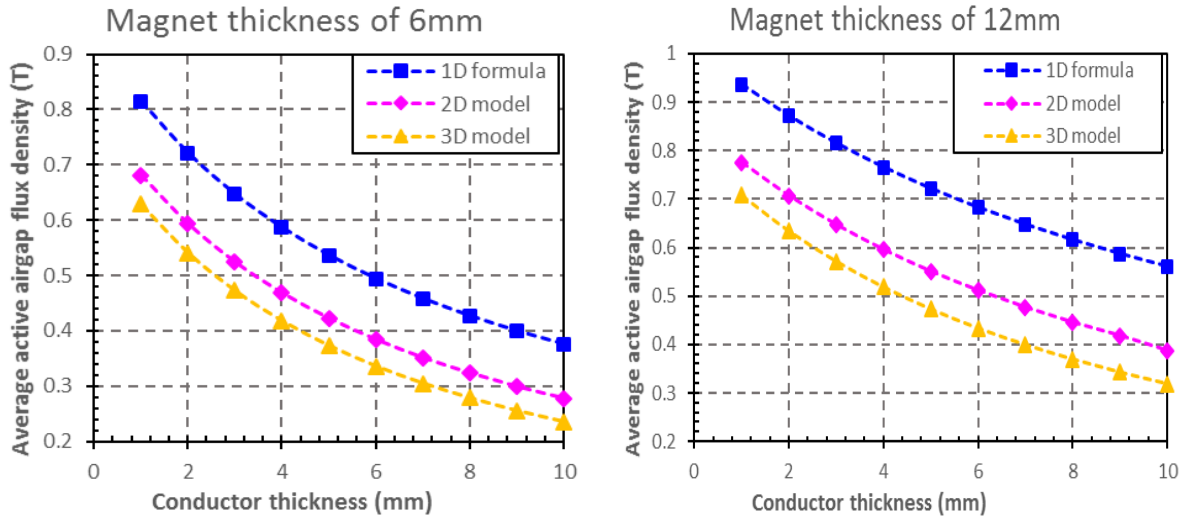 Magnet thickness of 6mm
Average active airgap flux density (T)
0.9
0.8
0.7
0.6
0.5
0.4
0.3
0.2
1D formula
2D model
3D model
0 2 4 6 8 10
Conductor thickness (mm)
Magnet thickness of 12mm
Average active airgap flux density (T)
1
0.9
0.8
0.7
0.6
0.5
0.4
0.3
0.2
1D formula
2D model
3D model
0 2 4 6 8 10
Conductor thickness (mm)